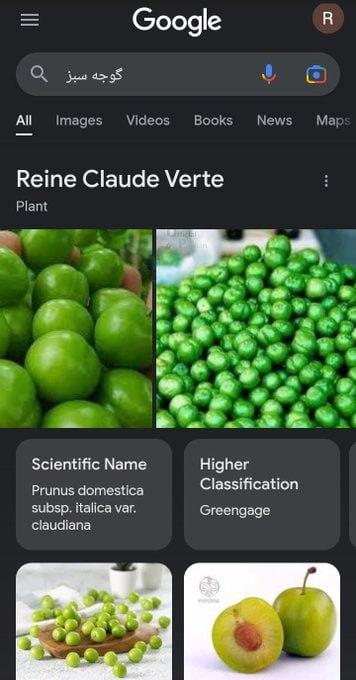 Google
R
گوجه سبز
All Images Videos Books News Maps
Reine Claude Verte
Plant
Scientific Name
Prunus domestica
subsp. italica var.
claudiana
Higher
Classification
Greengage